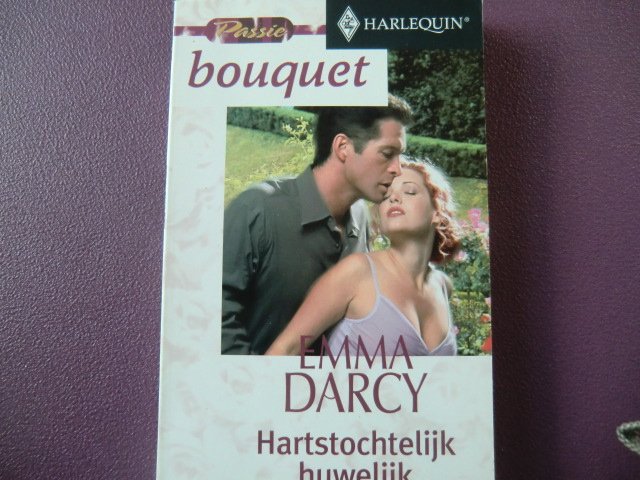 Passie
HARLEQUIN®
bouquet
EMMA
DARCY
Hartstochtelijk
huwelijk